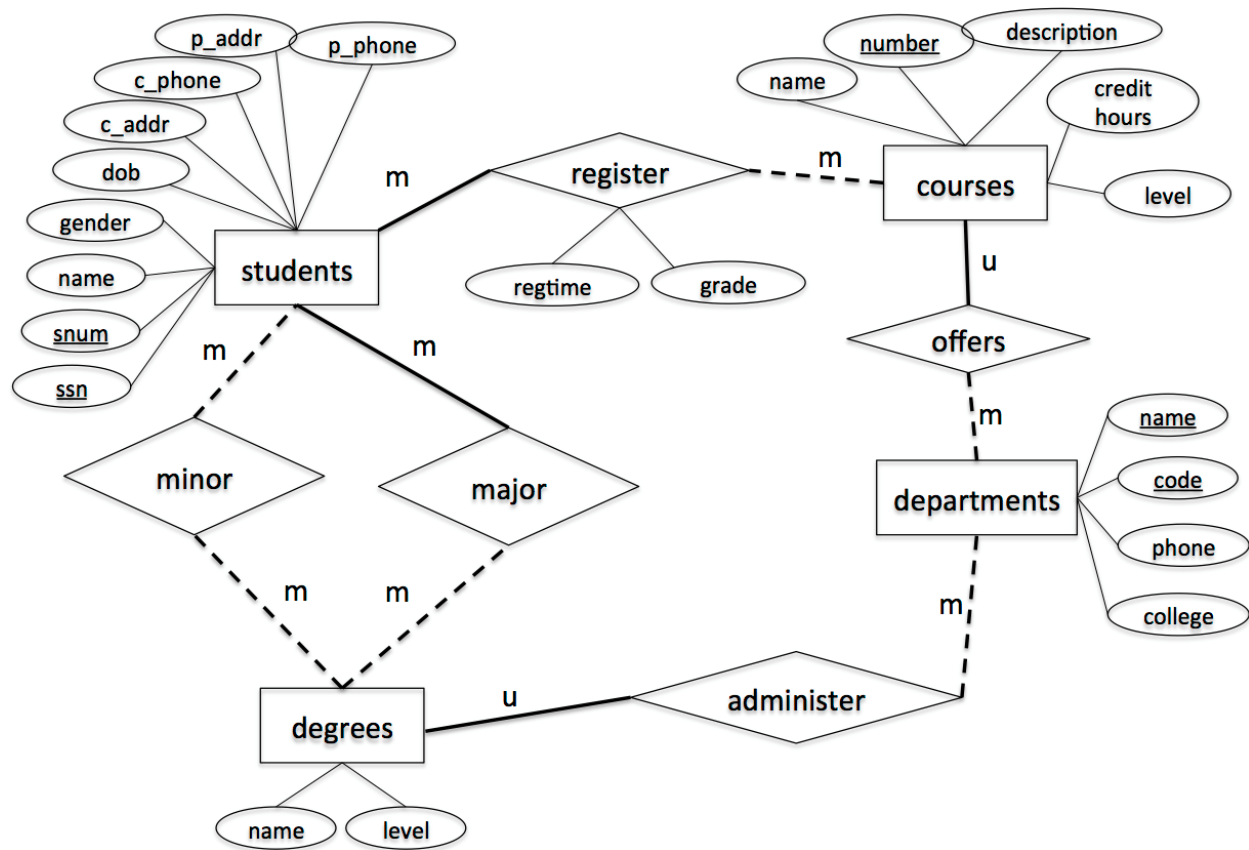 p_addr
p_phone
c_phone
c_addr
dob
gender
name
snum
ssn
students
m
register
m
regtime
grade
number
description
name
credit
hours
level
courses
u
offers
m
name
code
phone
college
departments
m
m
minor
major
m
m
m
administer
u
degrees
name
level